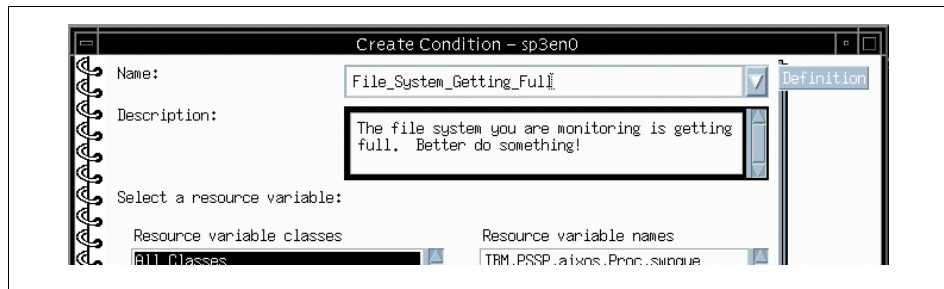 Create Condition – sp3en0
Name:
File_System_Getting_Full
Definition
Description:
The file system you are monitoring is getting
full. Better do something!
Select a resource variable:
Resource variable classes
Resource variable names
All Classes
IBM.PSSP.aixos.Proc.swpque